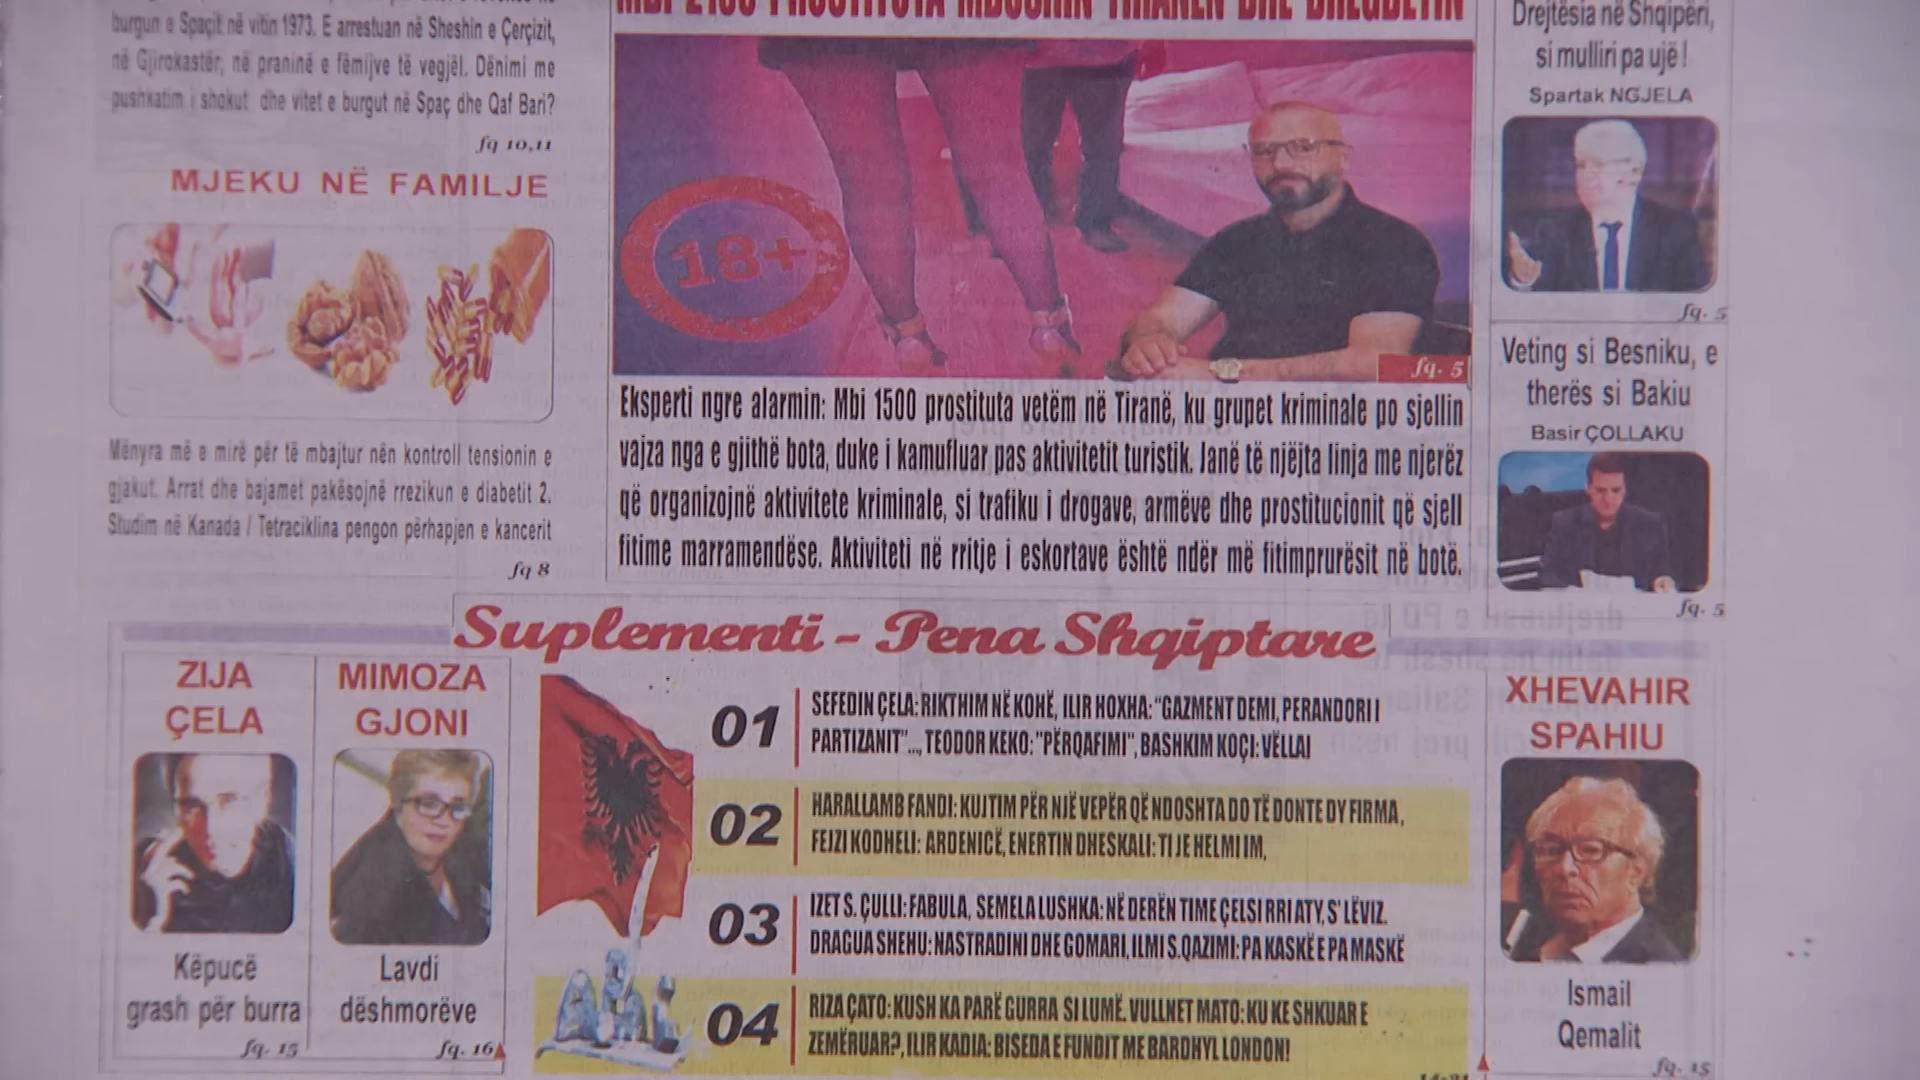 burgun e Spaçit në vitin 1973. E arrestuan në Sheshin e Çerçizit,
në Gjirokastër, në praninë e fëmijve të vegjël. Dënimi me
pushkatim i shokut dhe vitet e burgut në Spaç dhe Qaf Bari?
fq 10,11
MJEKU NË FAMILJE
Mënyra më e mirë për të mbajtur nën kontroll tensionin e
gjakut. Arrat dhe bajamet pakësojnë rrezikun e diabetit 2.
Studim në Kanada / Tetraciklina pengon përhapjen e kancerit
fq 8
MBI 2100 PROSTITUTA MBUSHIN TIRANËN DHE BREGDETIN
18+
fq. 5
Eksperti ngre alarmin: Mbi 1500 prostituta vetëm në Tiranë, ku grupet kriminale po sjellin
vajza nga e gjithë bota, duke i kamufluar pas aktivitetit turistik. Janë të njëjta linja me njerëz
që organizojnë aktivitete kriminale, si trafiku i drogave, armëve dhe prostitucionit që sjell
fitime marramendëse. Aktiviteti në rritje i eskortave është ndër më fitimprurësit në botë.
Drejtësia në Shqipëri,
si mulliri pa ujë !
Spartak NGJELA
fq. 5
Veting si Besniku, e
therës si Bakiu
Basir ÇOLLAKU
fq. 5
Suplementi - Pena Shqiptare
ZIJA
ÇELA
Këpucë
grash për burra
fq. 15
MIMOZA
GJONI
Lavdi
dëshmorëve
fq. 16
01
SEFEDIN ÇELA: RIKTHIM NË KOHË, ILIR HOXHA: "GAZMENT DEMI, PERANDORI I
PARTIZANIT"..., TEODOR KEKO: "PËRQAFIMI", BASHKIM KOÇI: VËLLAI
02
HARALLAMB FANDI: KUJTIM PËR NJË VEPËR QË NDOSHTA DO TË DONTE DY FIRMA,
FEJZI KODHELI: ARDENICË, ENERTIN DHESKALI: TI JE HELMI IM,
03
IZET S. ÇULLI: FABULA, SEMELA LUSHKA: NË DERËN TIME ÇELSI RRI ATY, S' LËVIZ.
DRAGUA SHEHU: NASTRADINI DHE GOMARI, ILMI S.QAZIMI: PA KASKË E PA MASKË
04
RIZA ÇATO: KUSH KA PARË GURRA SI LUMË. VULLNET MATO: KU KE SHKUAR E
ZEMËRUAR?, ILIR KADIA: BISEDA E FUNDIT ME BARDHYL LONDON!
XHEVAHIR
SPAHIU
Ismail
Qemalit
fq. 15